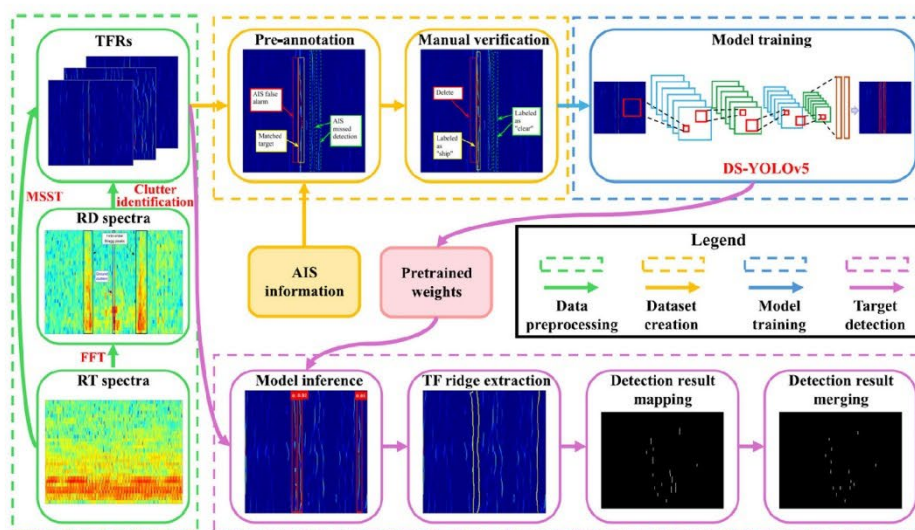 TFRs
MSST
Clutter
identification
RD spectra
FFT
RT spectra
Pre-annotation
AIS false
alarm
Matched
target
AIS
missed
detection
Manual verification
Delete
Labeled
as
"ship"
Labeled
as
"clear"
Model training
DS-YOLOv5
AIS
information
Pretrained
weights
Legend
Data
preprocessing
Dataset
creation
Model
training
Target
detection
Model inference
TF ridge extraction
Detection result
mapping
Detection result
merging